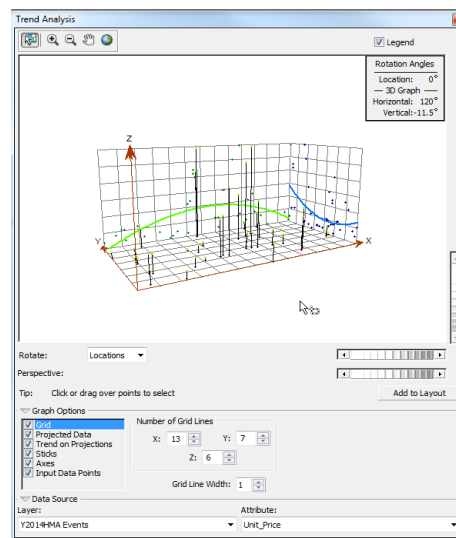 Trend Analysis
Legend
Rotation Angles
Location: 0°
3D Graph
Horizontal: 120°
Vertical:-11.5°
Z
Y
X
Rotate: Locations
Perspective:
Tip: Click or drag over points to select
Add to Layout
Graph Options
Grid
Projected Data
Trend on Projections
Sticks
Axes
Input Data Points
Number of Grid Lines
X: 13 Y: 7
Z: 6
Grid Line Width: 1
Data Source
Layer: Attribute:
Y2014HMA Events Unit_Price